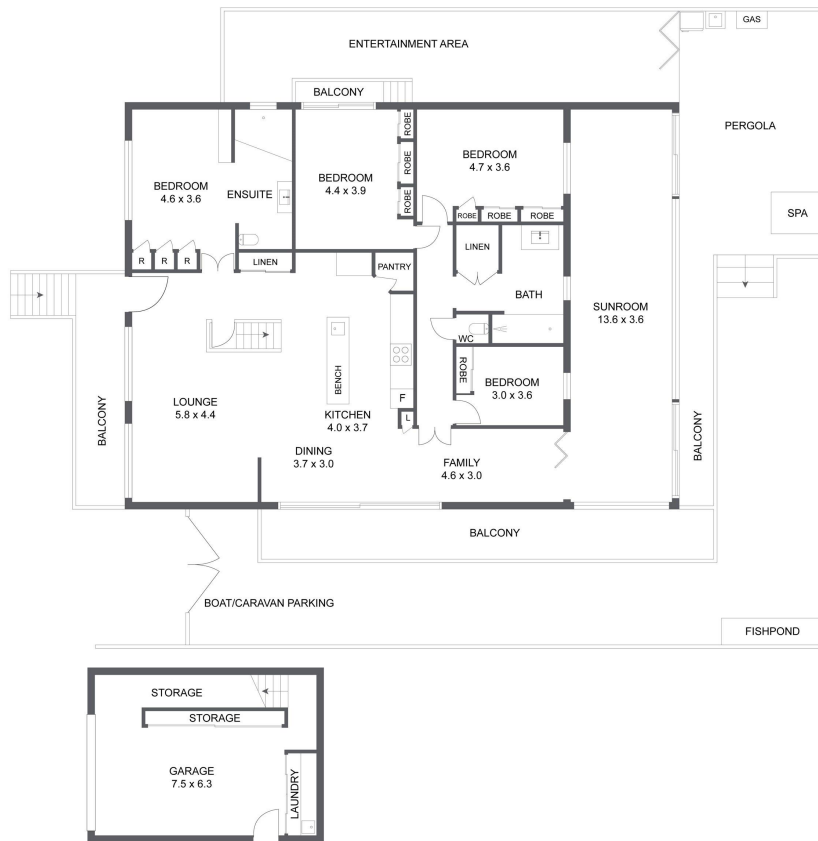 GAS
ENTERTAINMENT AREA
BALCONY
PERGOLA
ROBE
ROBE
ROBE
BEDROOM
4.6 x 3.6
ENSUITE
BEDROOM
4.4 x 3.9
BEDROOM
4.7 x 3.6
SPA
ROBE
ROBE
ROBE
R
R
R
LINEN
PANTRY
LINEN
BATH
SUNROOM
13.6 x 3.6
WC
BENCH
ROBE
BEDROOM
3.0 x 3.6
F
L
LOUNGE
5.8 x 4.4
KITCHEN
4.0 x 3.7
BALCONY
BALCONY
DINING
3.7 x 3.0
FAMILY
4.6 x 3.0
BALCONY
BOAT/CARAVAN PARKING
FISHPOND
STORAGE
STORAGE
GARAGE
7.5 x 6.3
LAUNDRY